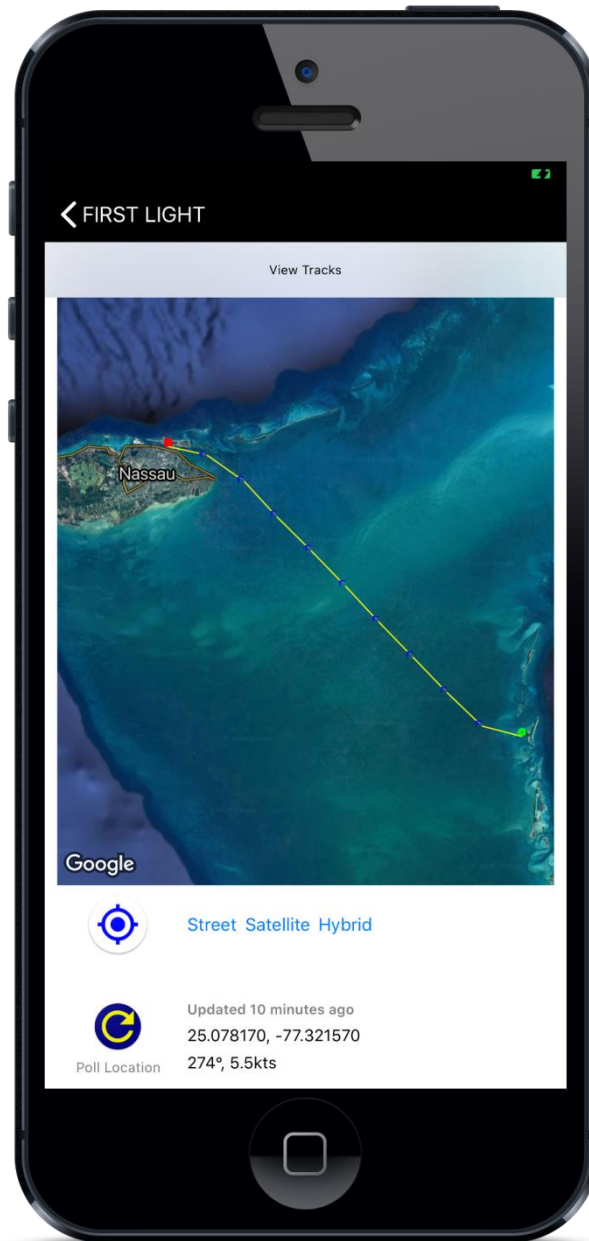 FIRST LIGHT
View Tracks
Nassau
Google
Street Satellite Hybrid
Updated 10 minutes ago
25.078170, -77.321570
Poll Location
274°, 5.5kts